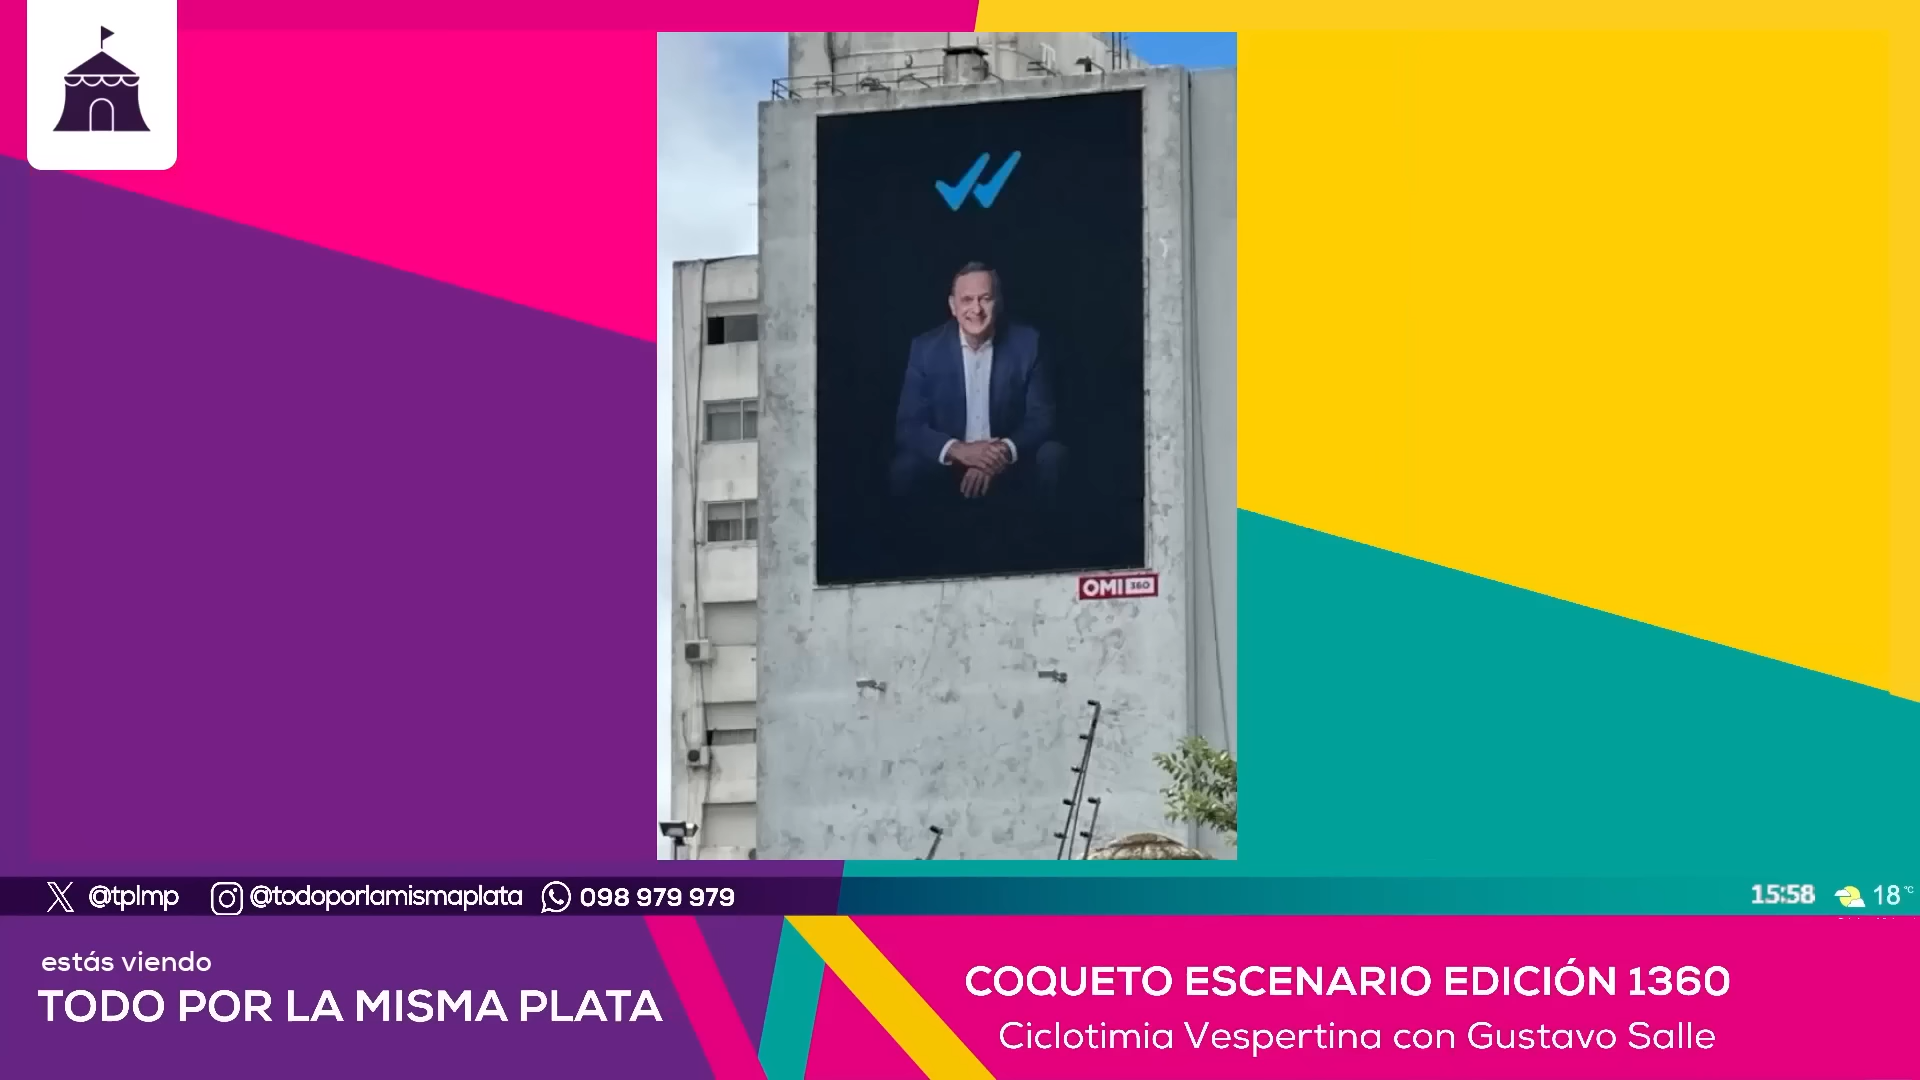 OMI 360
@tplmp @todoporlamismaplata 098 979 979
15:58 18°C
estás viendo
TODO POR LA MISMA PLATA
COQUETO ESCENARIO EDICIÓN 1360
Ciclotimia Vespertina con Gustavo Salle